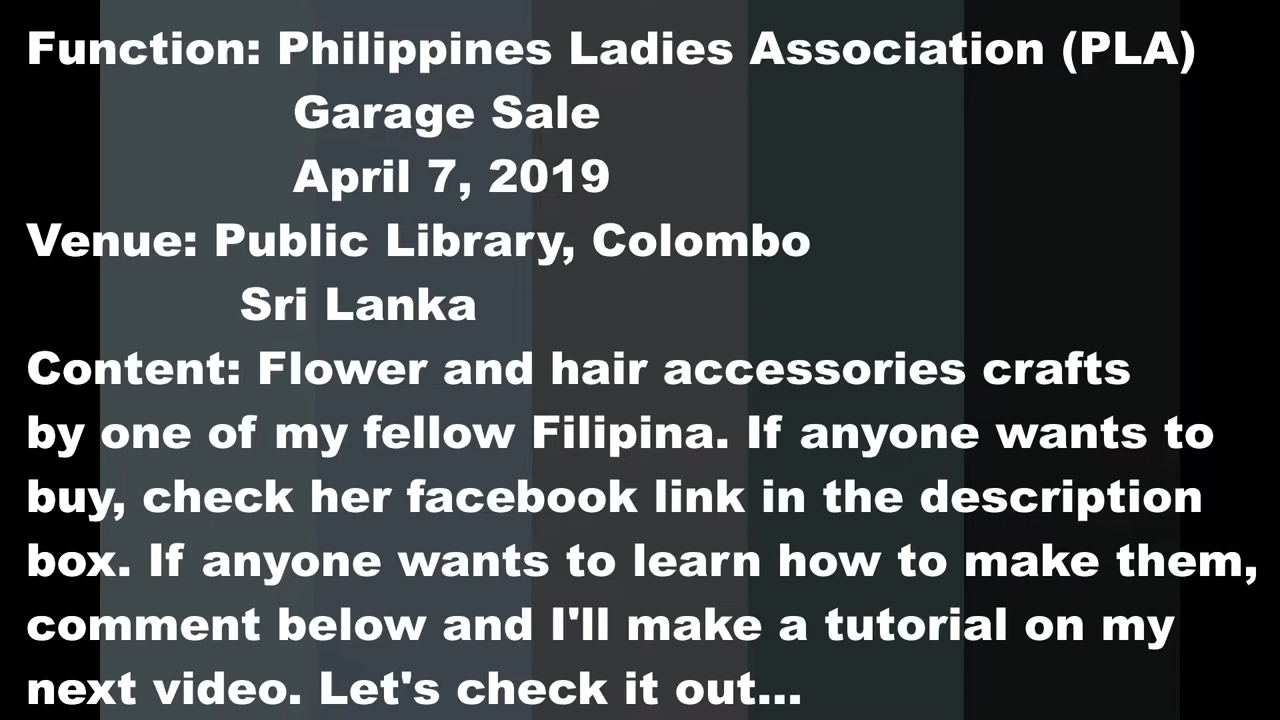 Function: Philippines Ladies Association (PLA)
Garage Sale
April 7, 2019
Venue: Public Library, Colombo
Sri Lanka
Content: Flower and hair accessories crafts
by one of my fellow Filipina. If anyone wants to
buy, check her facebook link in the description
box. If anyone wants to learn how to make them,
comment below and I'll make a tutorial on my
next video. Let's check it out...